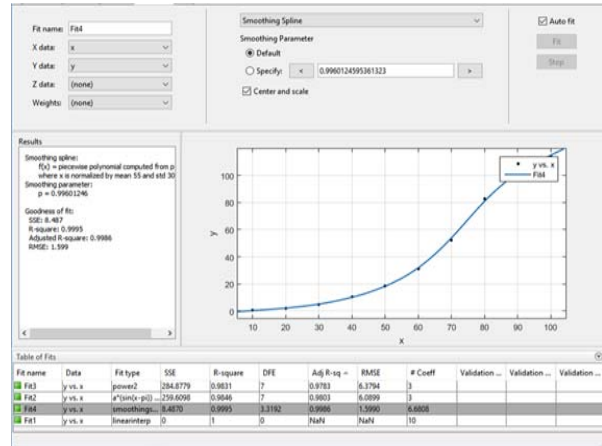 Fit name: Fit4
X data: x
Y data: y
Z data: (none)
Weights: (none)
Smoothing Spline
Smoothing Parameter
Default
Specify: < 0.9960124595361323 >
Center and scale
Auto fit
Fit
Stop
Results
Smoothing spline:
f(x) = piecewise polynomial computed from p
where x is normalized by mean 55 and std 30
Smoothing parameter:
p = 0.99601246
Goodness of fit:
SSE: 8.487
R-square: 0.9995
Adjusted R-square: 0.9986
RMSE: 1.599
y vs. x
Fit4
100
80
60
40
20
0
y
10 20 30 40 50 60 70 80 90 100
x
Table of Fits
Fit name Data Fit type SSE R-square DFE Adj R-sq RMSE # Coeff Validation ... Validation ... Validation ...
Fit3 y vs. x power2 284.8779 0.9831 7 0.9783 6.3794 3
Fit2 y vs. x a*(sin(x-pi)) ... 259.6098 0.9846 7 0.9803 6.0899 3
Fit4 y vs. x smoothings... 8.4870 0.9995 3.3192 0.9986 1.5990 6.6808
Fit1 y vs. x linearinterp 0 1 0 NaN NaN 10